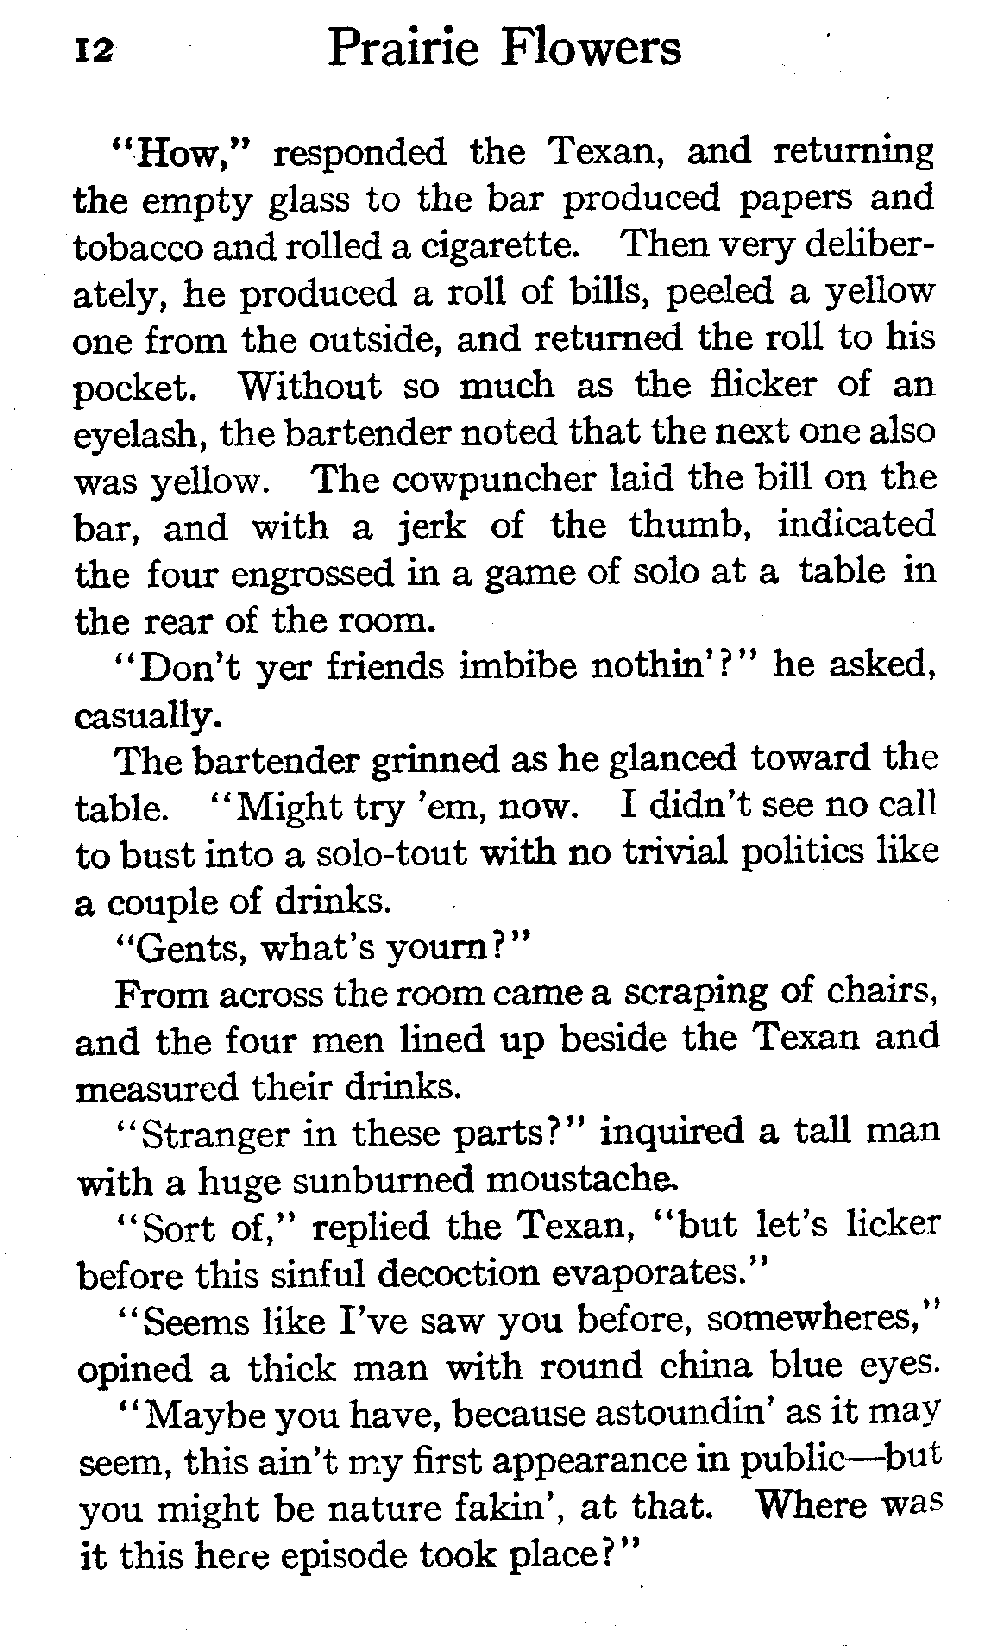 12 Prairie Flowers
“How,” responded the Texan, and returning
the empty glass to the bar produced papers and
tobacco and rolled a cigarette. Then very deliber-
ately, he produced a roll of bills, peeled a yellow
one from the outside, and returned the roll to his
pocket. Without so much as the flicker of an
eyelash, the bartender noted that the next one also
was yellow. The cowpuncher laid the bill on the
bar, and with a jerk of the thumb, indicated
the four engrossed in a game of solo at a table in
the rear of the room.
“Don't yer friends imbibe nothin'?” he asked,
casually.
The bartender grinned as he glanced toward the
table. “Might try 'em, now. I didn't see no call
to bust into a solo-tout with no trivial politics like
a couple of drinks.
“Gents, what's yourn?”
From across the room came a scraping of chairs,
and the four men lined up beside the Texan and
measured their drinks.
“Stranger in these parts?” inquired a tall man
with a huge sunburned moustache.
“Sort of,” replied the Texan, “but let's licker
before this sinful decoction evaporates.”
“Seems like I've saw you before, somewheres,”
opined a thick man with round china blue eyes.
“Maybe you have, because astoundin' as it may
seem, this ain't my first appearance in public—but
you might be nature fakin', at that. Where was
it this here episode took place?”